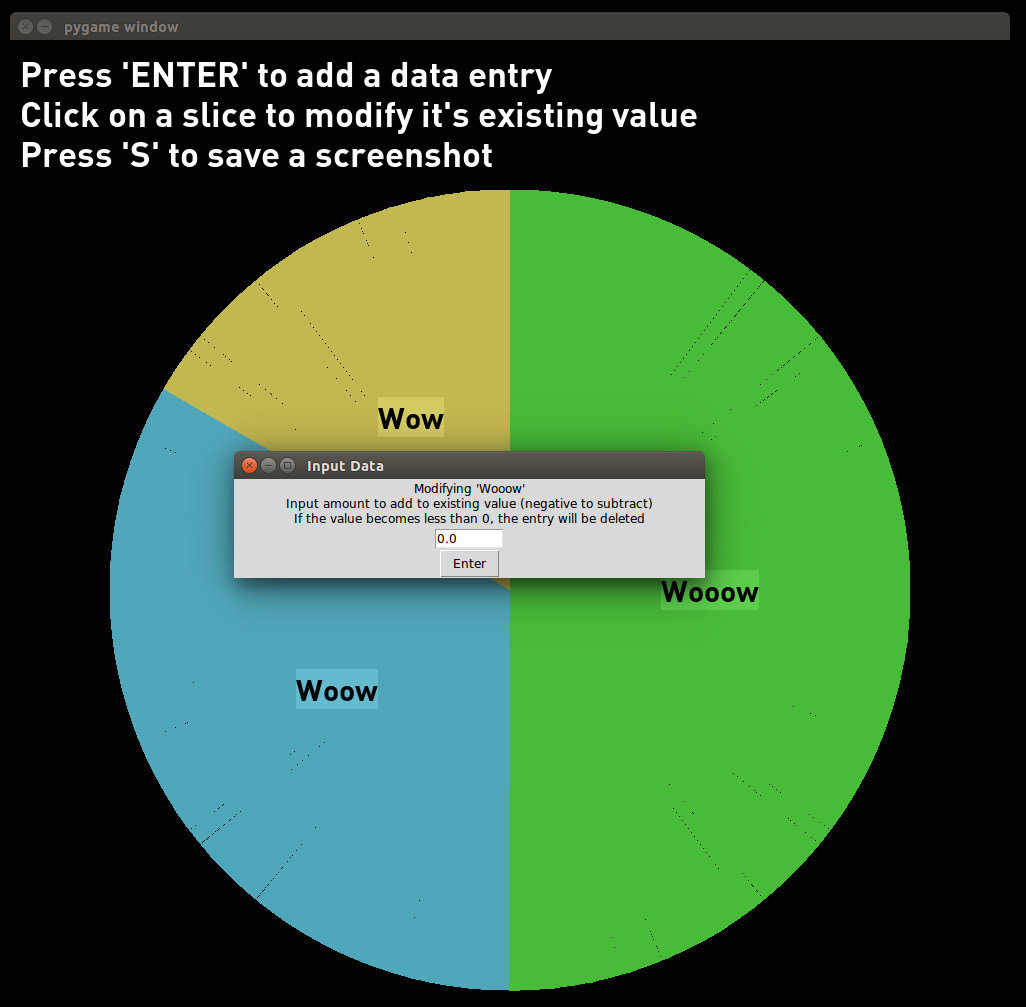 pygame window
Press 'ENTER' to add a data entry
Click on a slice to modify it's existing value
Press 'S' to save a screenshot
Wow
Input Data
Modifying 'Wooow'
Input amount to add to existing value (negative to subtract)
If the value becomes less than 0, the entry will be deleted
0.0
Enter
Wooow
Woow